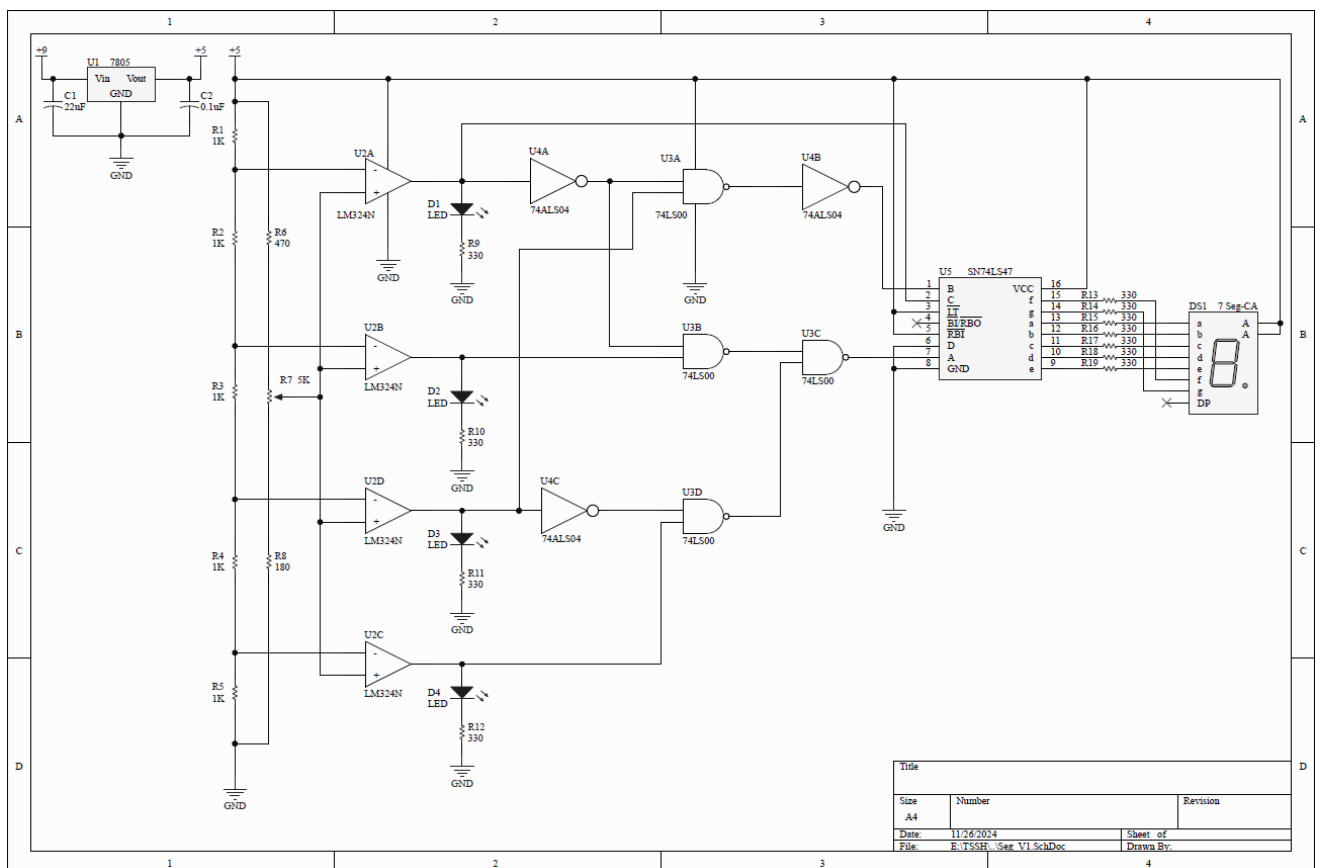 1 2 3 4
A
B
C
D
A
B
C
D
1 2 3 4
+9
U1 7805
Vin Vout
GND
C1
22uF
+5
C2
0.1uF
GND
+5
R1
1K
R2
1K
R3
1K
R4
1K
R5
1K
GND
R6
470
R7 5K
R8
180
U2A
-
+
LM324N
GND
D1
LED
R9
330
GND
U4A
74ALS04
U3A
74LS00
GND
U4B
74ALS04
U2B
-
+
LM324N
D2
LED
R10
330
GND
U3B
74LS00
U3C
74LS00
U2D
-
+
LM324N
D3
LED
R11
330
GND
U4C
74ALS04
U3D
74LS00
U2C
-
+
LM324N
D4
LED
R12
330
GND
U5 SN74LS47
1 B VCC 16
2 C f 15
3 LT g 14
4 BI/RBO a 13
5 RBI b 12
6 D c 11
7 A d 10
8 GND e 9
GND
R13 330
R14 330
R15 330
R16 330
R17 330
R18 330
R19 330
DS1 7 Seg-CA
a A
b A
c
d
e
f
g
DP
8.
Title
Size Number Revision
A4
Date: 11/26/2024 Sheet of
File: E:\TSSH\..\Seg_V1.SchDoc Drawn By: